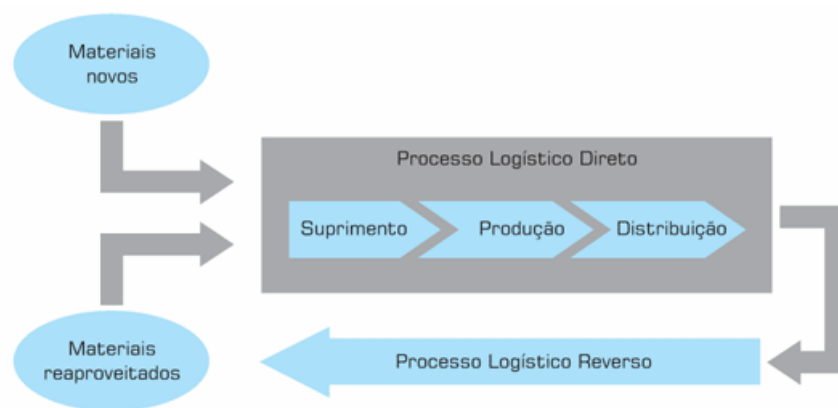 Materiais
novos
Processo Logístico Direto
Suprimento
Produção
Distribuição
Materiais
reaproveitados
Processo Logístico Reverso